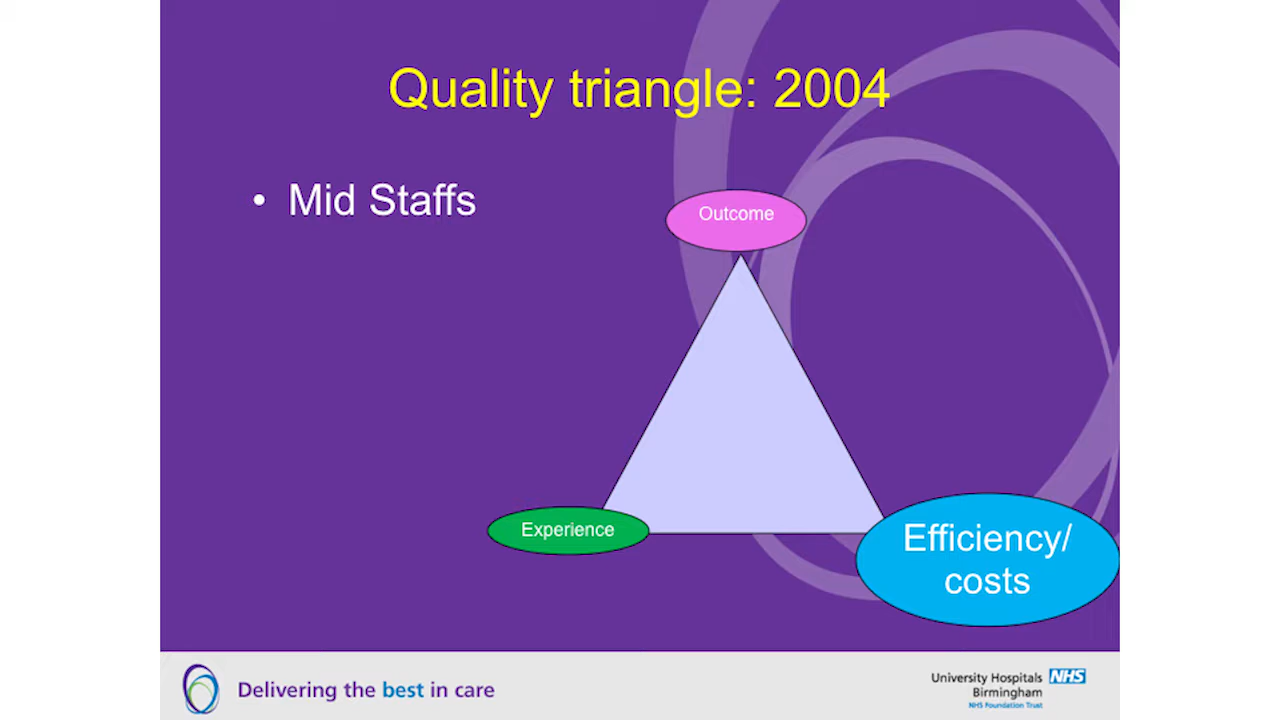 Quality triangle: 2004
• Mid Staffs
Outcome
Experience
Efficiency/
costs
Delivering the best in care
University Hospitals NHS
Birmingham
NHS Foundation Trust